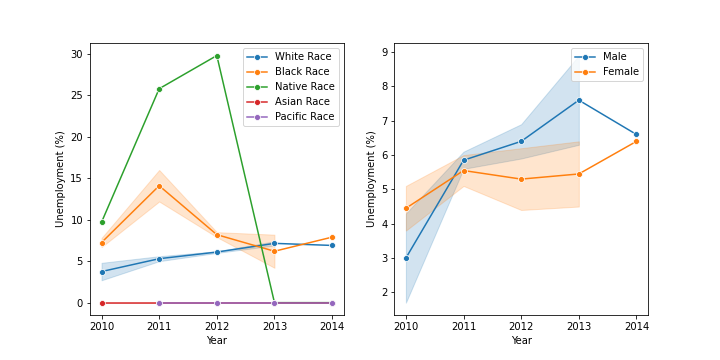 30
25
20
15
10
5
0
Unemployment (%)
2010 2011 2012 2013 2014
Year
White Race
Black Race
Native Race
Asian Race
Pacific Race
9
8
7
6
5
4
3
2
Unemployment (%)
2010 2011 2012 2013 2014
Year
Male
Female